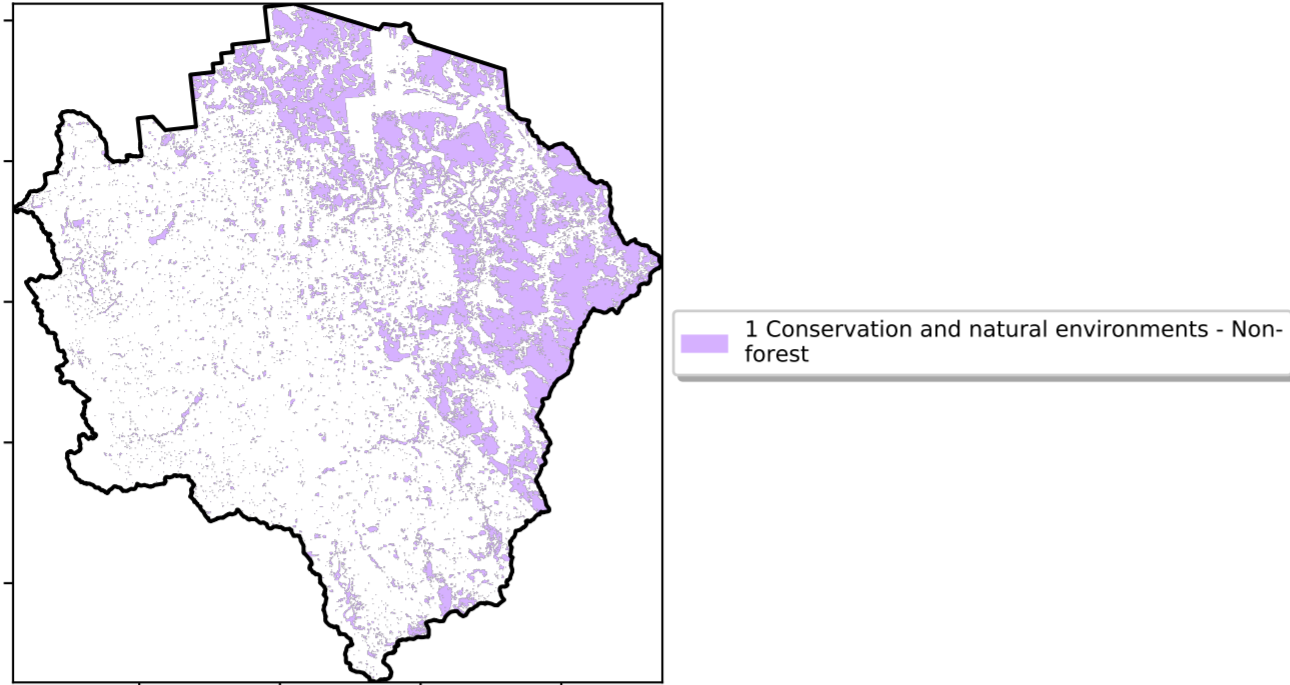 1 Conservation and natural environments - Non-
forest